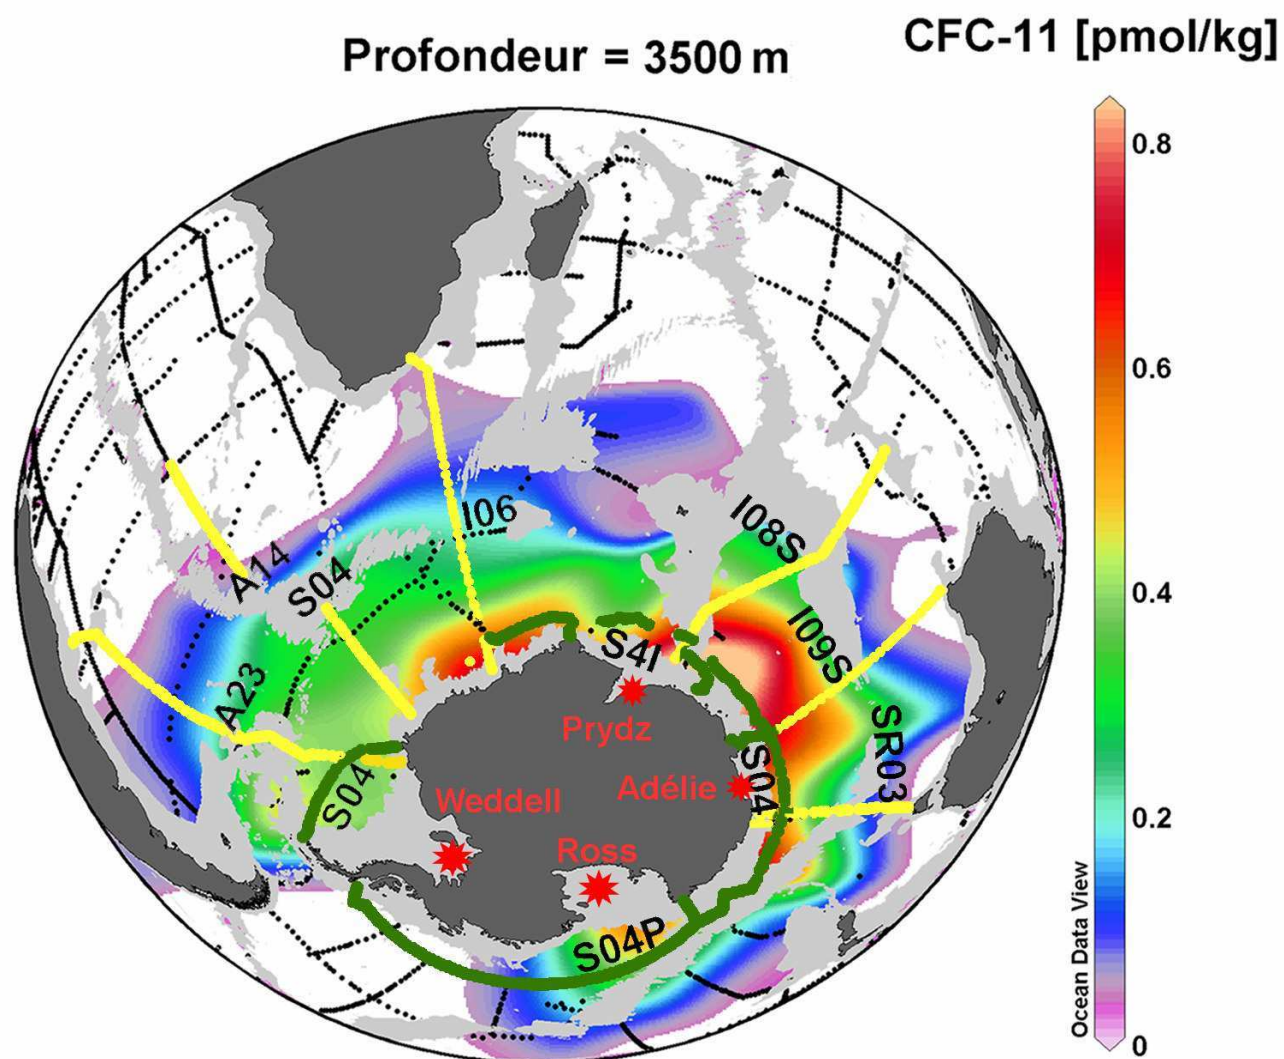 CFC-11 [pmol/kg]
Profondeur = 3500 m
0.8
0.6
0.4
0.2
0
I06
I08S
A14
S04
I09S
S4I
A23
Prydz
SR03
S04
Adélie
S04
Weddell
Ross
S04P
Ocean Data View